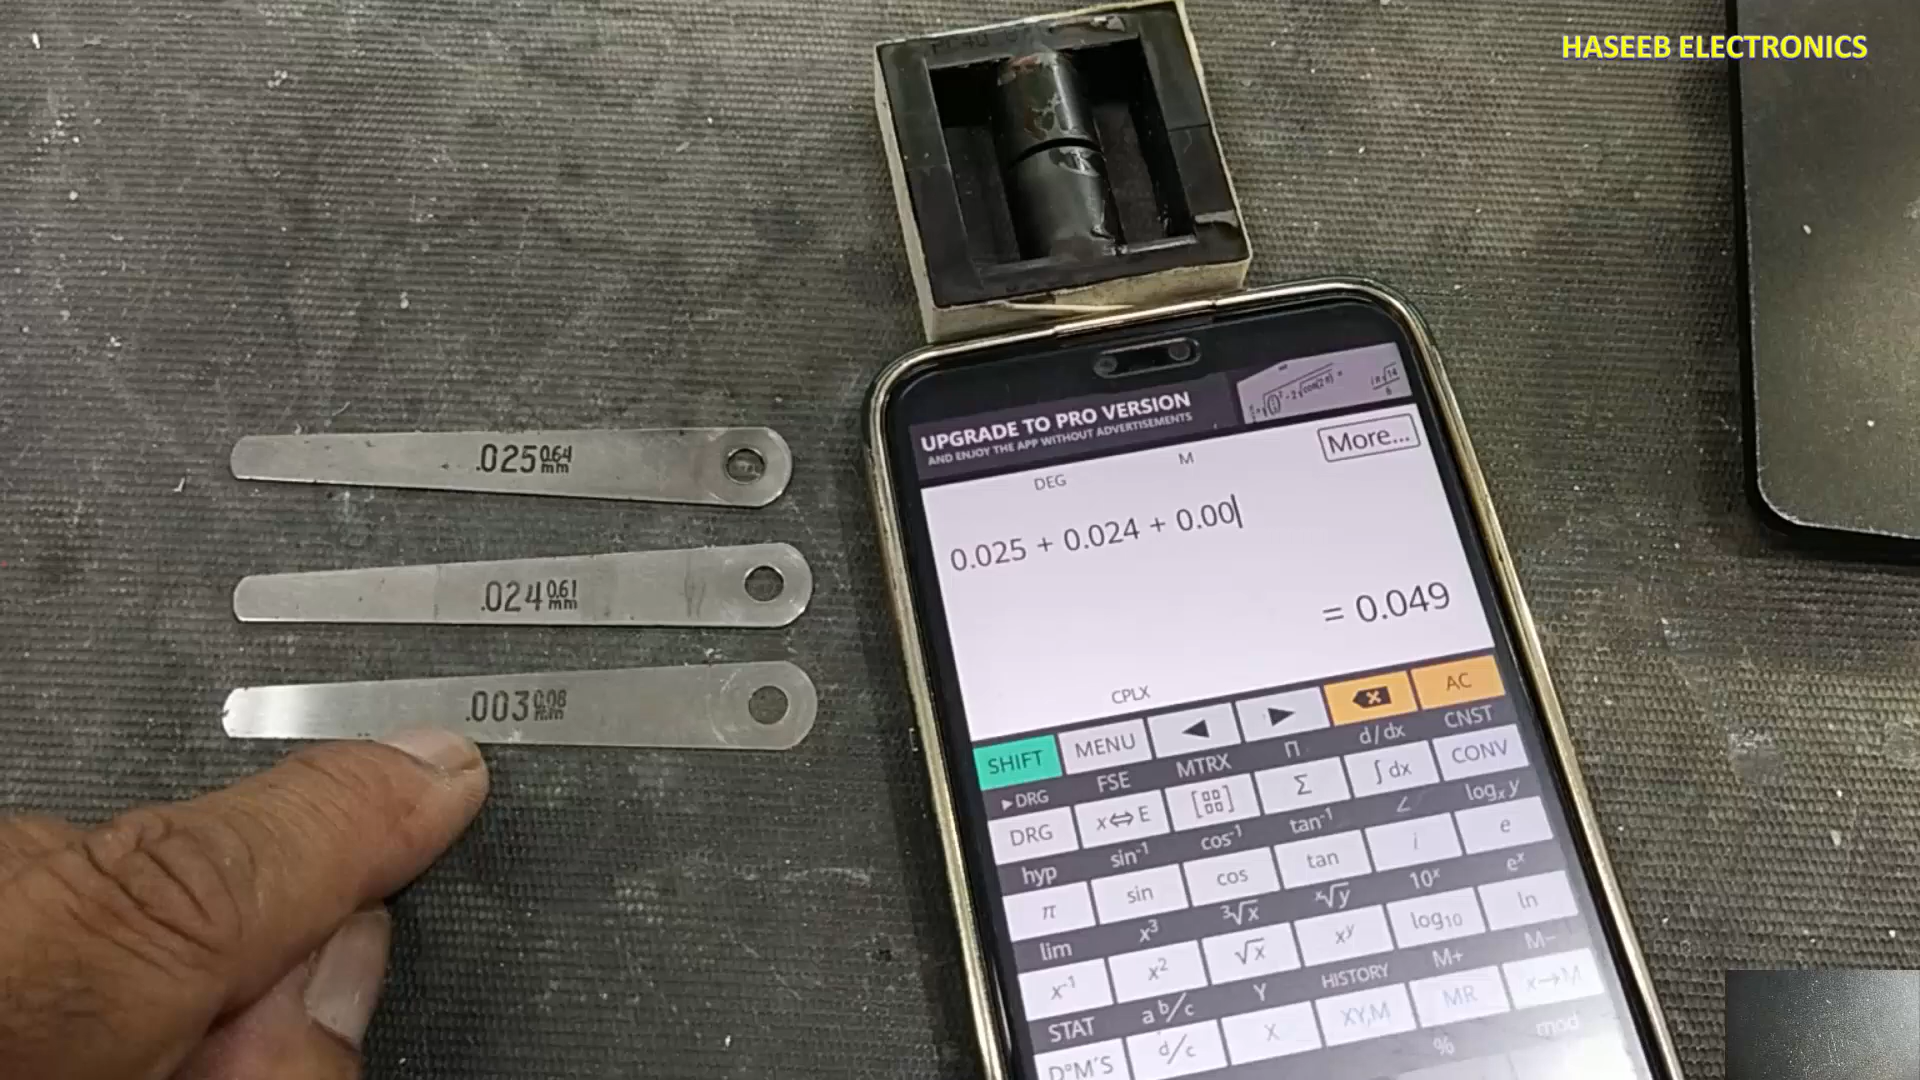 HASEEB ELECTRONICS
.025 0.64 mm
.024 0.61 mm
.003 0.08 mm
UPGRADE TO PRO VERSION
AND ENJOY THE APP WITHOUT ADVERTISEMENTS
More...
DEG M
0.025 + 0.024 + 0.00
= 0.049
CPLX
SHIFT MENU ◀ ▶ AC
▶DRG FSE MTRX Π d/dx CNST
DRG x⇔E Σ ∫dx CONV
hyp sin⁻¹ cos⁻¹ tan⁻¹ ∠ logₓy
π sin cos tan i e
lim x³ ³√x ˣ√y 10ˣ eˣ
x⁻¹ x² √x xʸ log₁₀ ln
STAT a b/c Y HISTORY M+ M−
D°M'S d/c X XY,M MR x→M
% mod